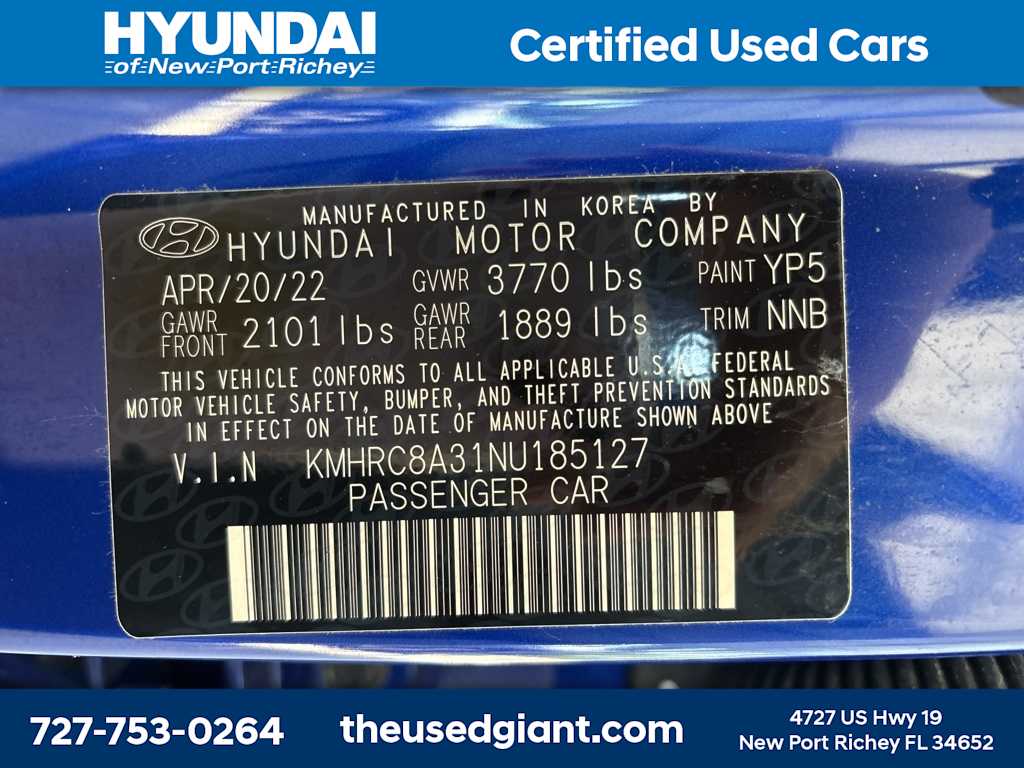 HYUNDAI
of New Port Richey
Certified Used Cars
MANUFACTURED IN KOREA BY
HYUNDAI MOTOR COMPANY
APR/20/22 GVWR 3770 lbs PAINT YP5
GAWR FRONT 2101 lbs GAWR REAR 1889 lbs TRIM NNB
THIS VEHICLE CONFORMS TO ALL APPLICABLE U.S.A. FEDERAL
MOTOR VEHICLE SAFETY, BUMPER, AND THEFT PREVENTION STANDARDS
IN EFFECT ON THE DATE OF MANUFACTURE SHOWN ABOVE
V.I.N KMHRC8A31NU185127
PASSENGER CAR
727-753-0264
theusedgiant.com
4727 US Hwy 19
New Port Richey FL 34652